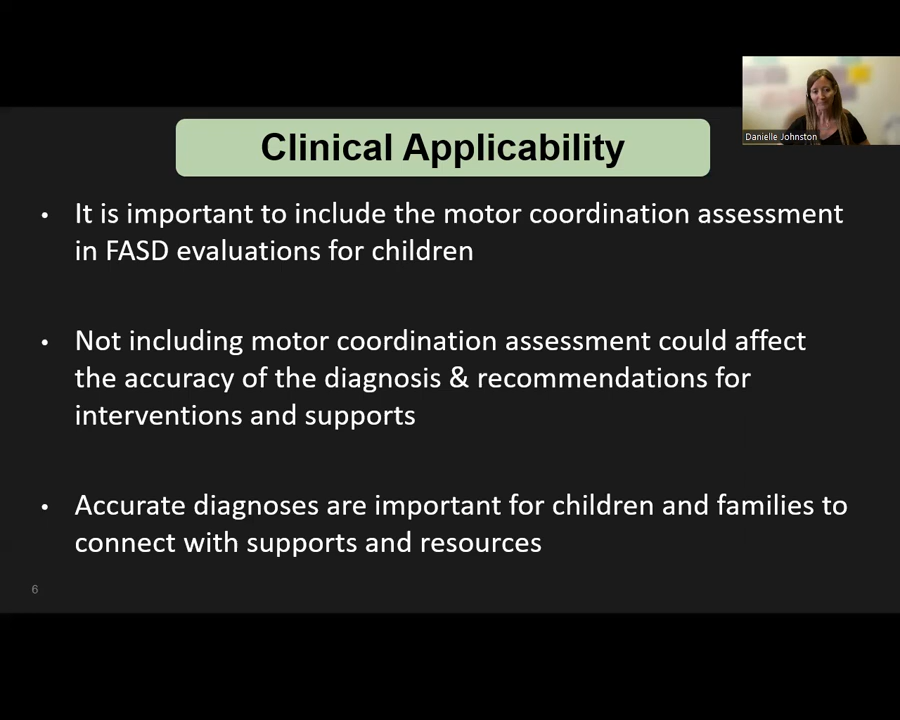 Clinical Applicability
Danielle Johnston
• It is important to include the motor coordination assessment
in FASD evaluations for children
• Not including motor coordination assessment could affect
the accuracy of the diagnosis & recommendations for
interventions and supports
• Accurate diagnoses are important for children and families to
connect with supports and resources
6